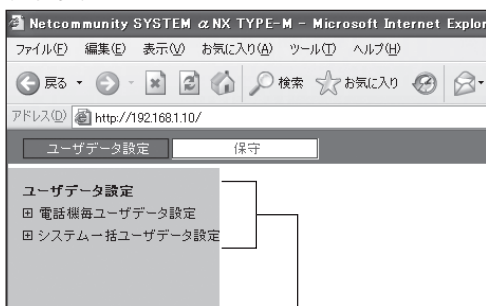 Netcommunity SYSTEM αNX TYPE-M - Microsoft Internet Explor
ファイル(F) 編集(E) 表示(V) お気に入り(A) ツール(T) ヘルプ(H)
戻る 検索 お気に入り
アドレス(D) http://192.168.1.10/
ユーザデータ設定 保守
ユーザデータ設定
電話機毎ユーザデータ設定
システム一括ユーザデータ設定